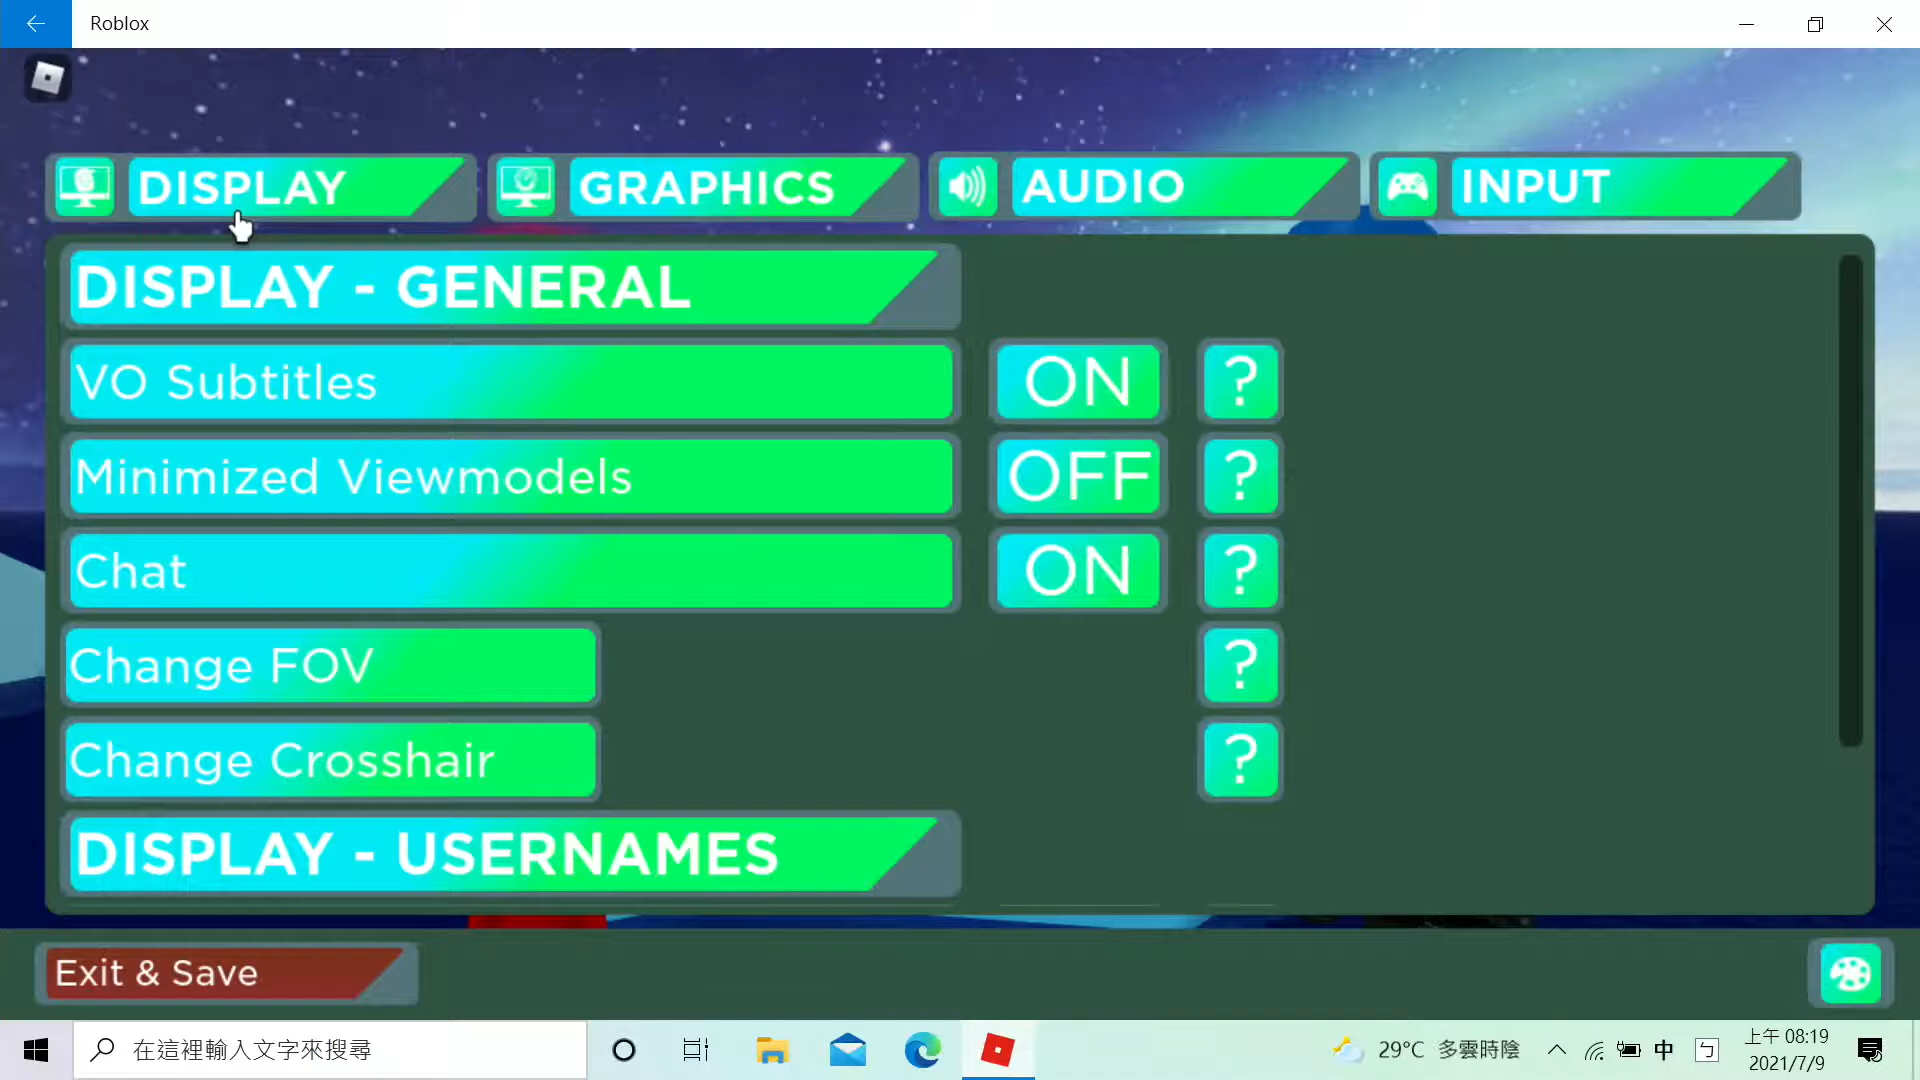 Roblox
DISPLAY
GRAPHICS
AUDIO
INPUT
DISPLAY - GENERAL
VO Subtitles
ON
?
Minimized Viewmodels
OFF
?
Chat
ON
?
Change FOV
?
Change Crosshair
?
DISPLAY - USERNAMES
Exit & Save
在這裡輸入文字來搜尋
29°C 多雲時陰
中
ㄅ
上午 08:19
2021/7/9